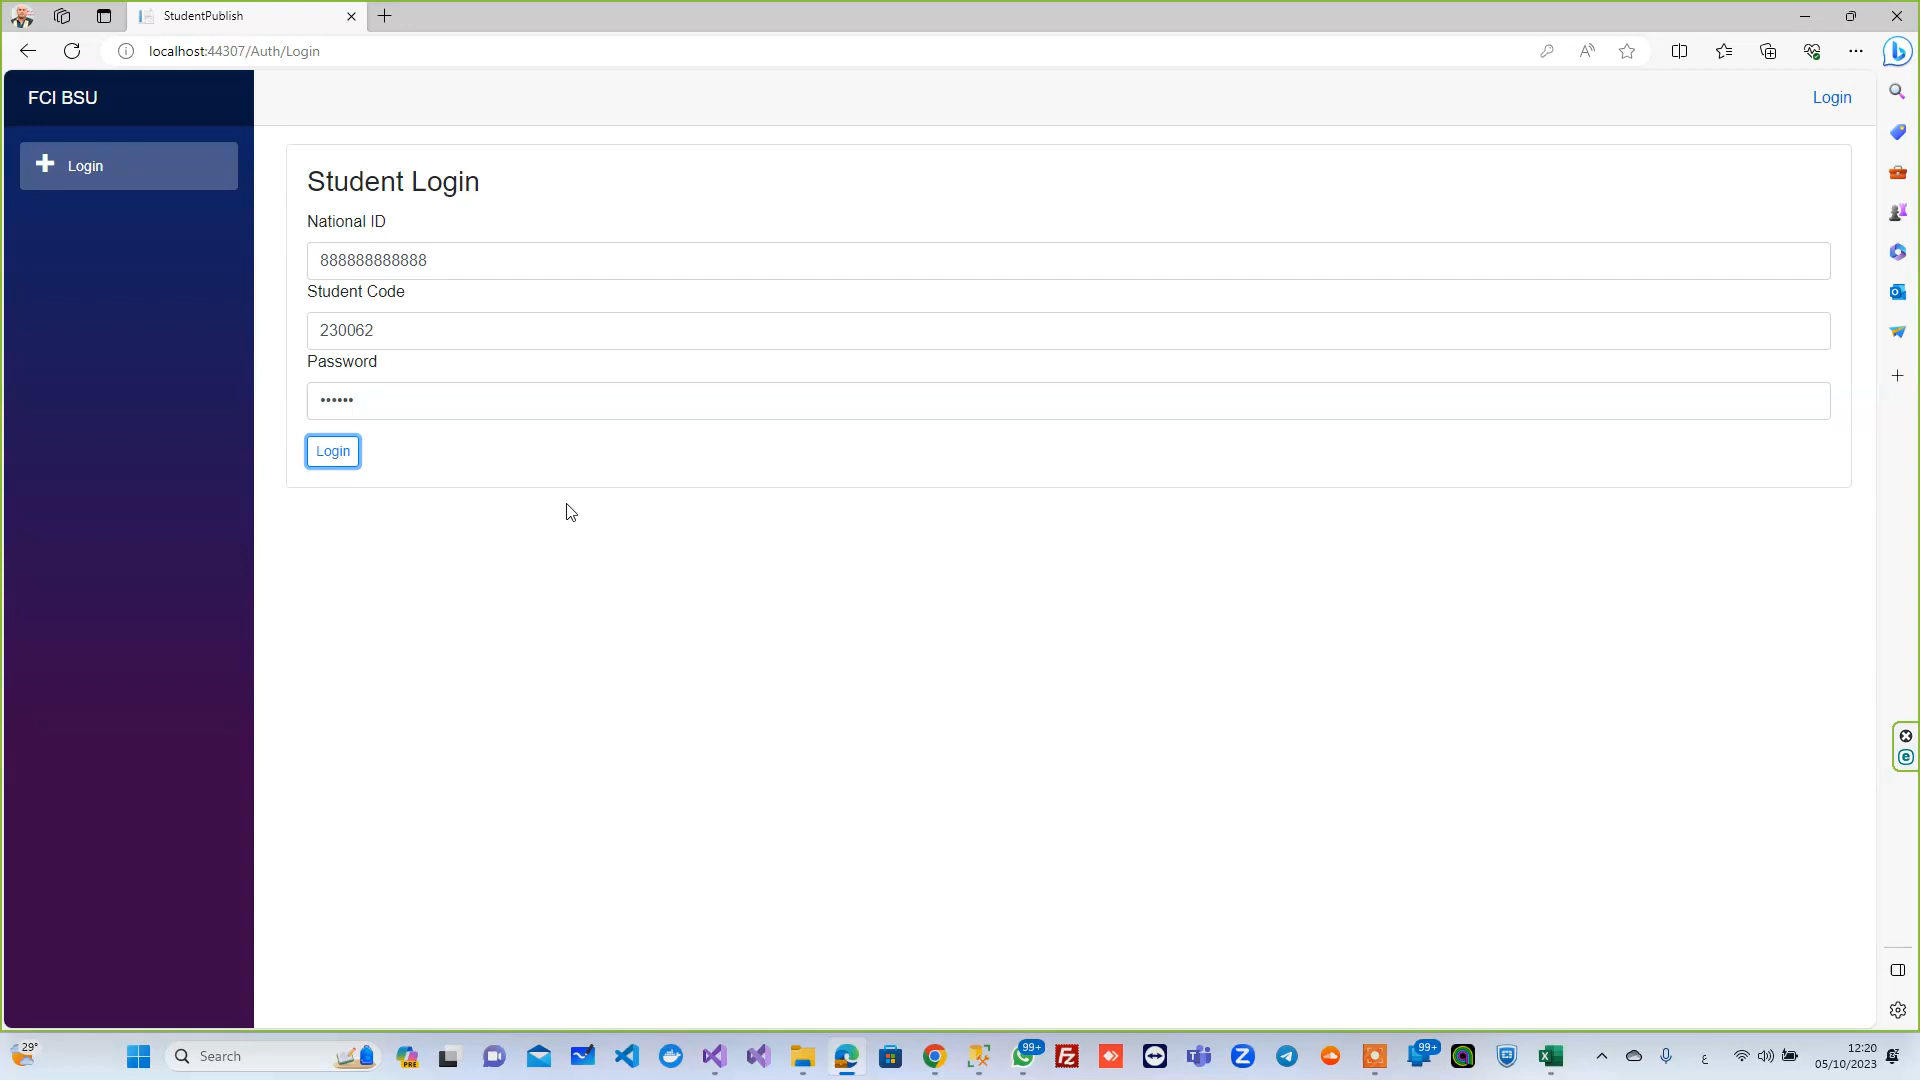 StudentPublish
localhost:44307/Auth/Login
FCI BSU
Login
Login
Student Login
National ID
888888888888
Student Code
230062
Password
••••••
Login
29°
Search
PRE
99+
99+
ع
12:20
05/10/2023